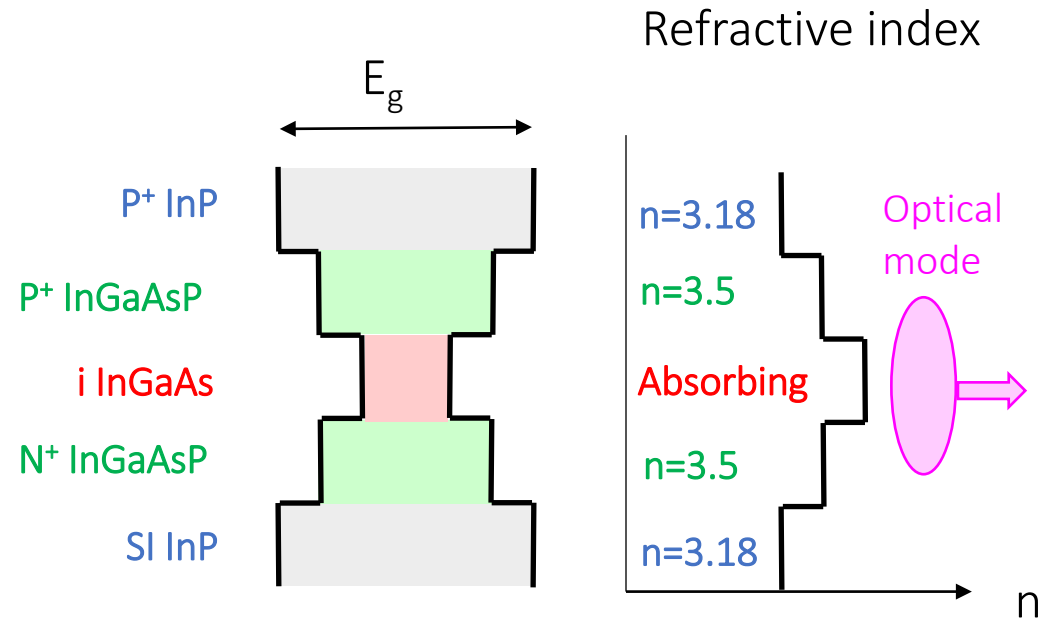 Refractive index
E_g
P⁺ InP
P⁺ InGaAsP
i InGaAs
N⁺ InGaAsP
SI InP
n=3.18
n=3.5
Absorbing
n=3.5
n=3.18
Optical
mode
n